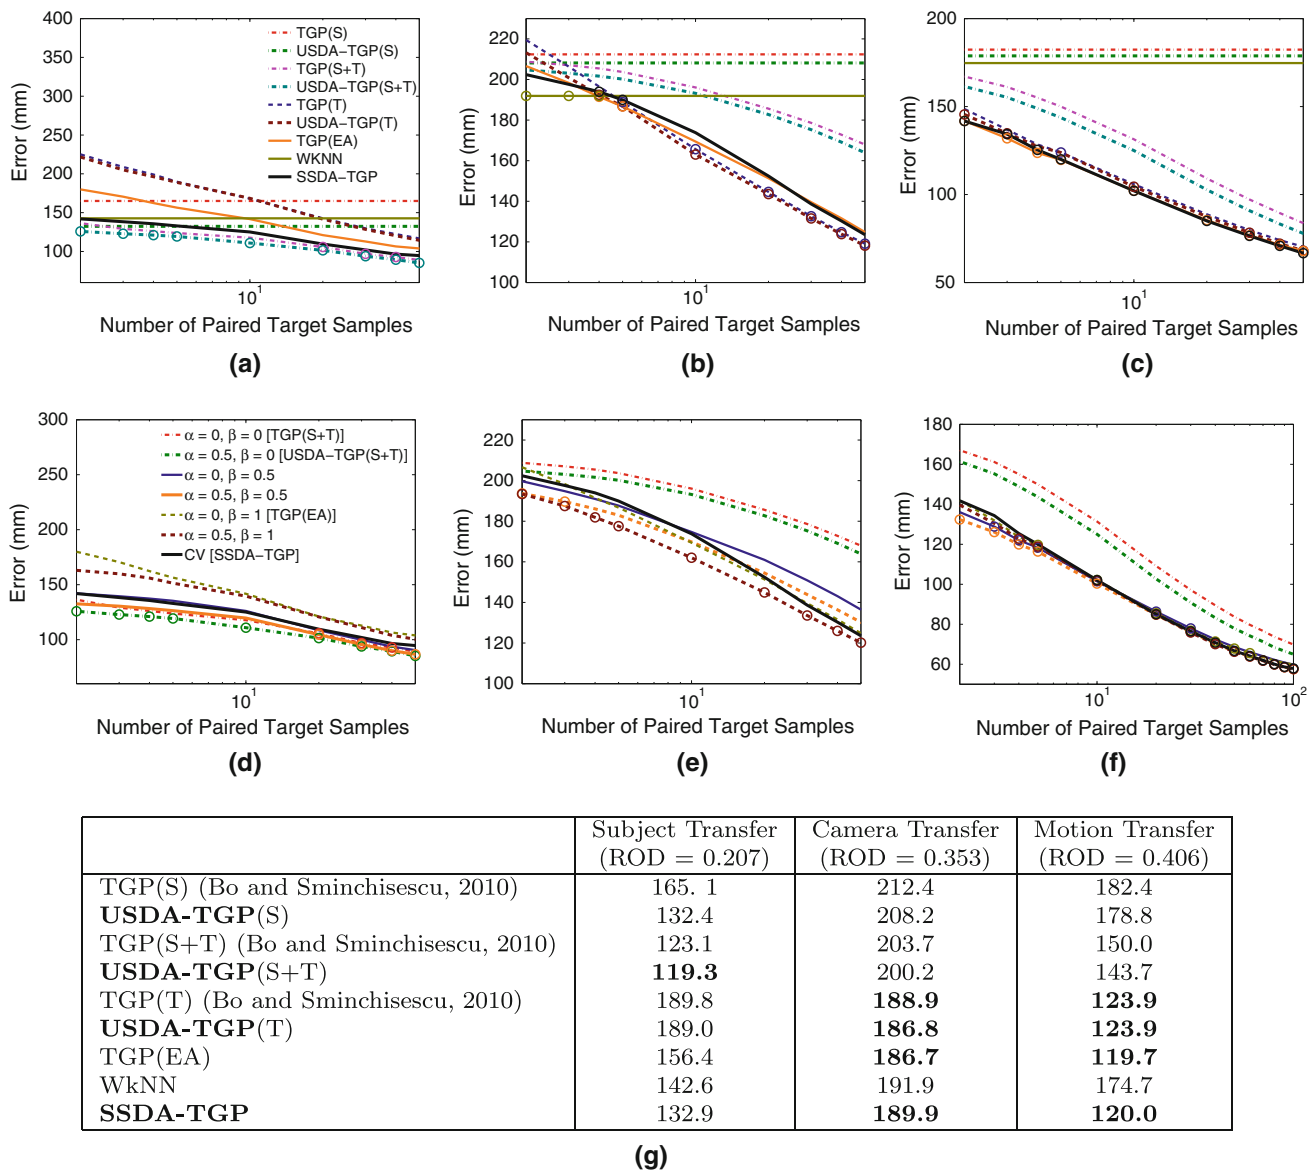 400
350
300
250
200
150
100
Error (mm)
TGP(S)
USDA−TGP(S)
TGP(S+T)
USDA−TGP(S+T)
TGP(T)
USDA−TGP(T)
TGP(EA)
WKNN
SSDA−TGP
10^1
Number of Paired Target Samples
(a)
220
200
180
160
140
120
100
Error (mm)
10^1
Number of Paired Target Samples
(b)
200
150
100
50
Error (mm)
10^1
Number of Paired Target Samples
(c)
300
250
200
150
100
Error (mm)
α = 0, β = 0 [TGP(S+T)]
α = 0.5, β = 0 [USDA−TGP(S+T)]
α = 0, β = 0.5
α = 0.5, β = 0.5
α = 0, β = 1 [TGP(EA)]
α = 0.5, β = 1
CV [SSDA−TGP]
10^1
Number of Paired Target Samples
(d)
220
200
180
160
140
120
100
Error (mm)
10^1
Number of Paired Target Samples
(e)
180
160
140
120
100
80
60
Error (mm)
10^1 10^2
Number of Paired Target Samples
(f)
Subject Transfer Camera Transfer Motion Transfer
(ROD = 0.207) (ROD = 0.353) (ROD = 0.406)
TGP(S) (Bo and Sminchisescu, 2010) 165. 1 212.4 182.4
USDA-TGP(S) 132.4 208.2 178.8
TGP(S+T) (Bo and Sminchisescu, 2010) 123.1 203.7 150.0
USDA-TGP(S+T) 119.3 200.2 143.7
TGP(T) (Bo and Sminchisescu, 2010) 189.8 188.9 123.9
USDA-TGP(T) 189.0 186.8 123.9
TGP(EA) 156.4 186.7 119.7
WkNN 142.6 191.9 174.7
SSDA-TGP 132.9 189.9 120.0
(g)